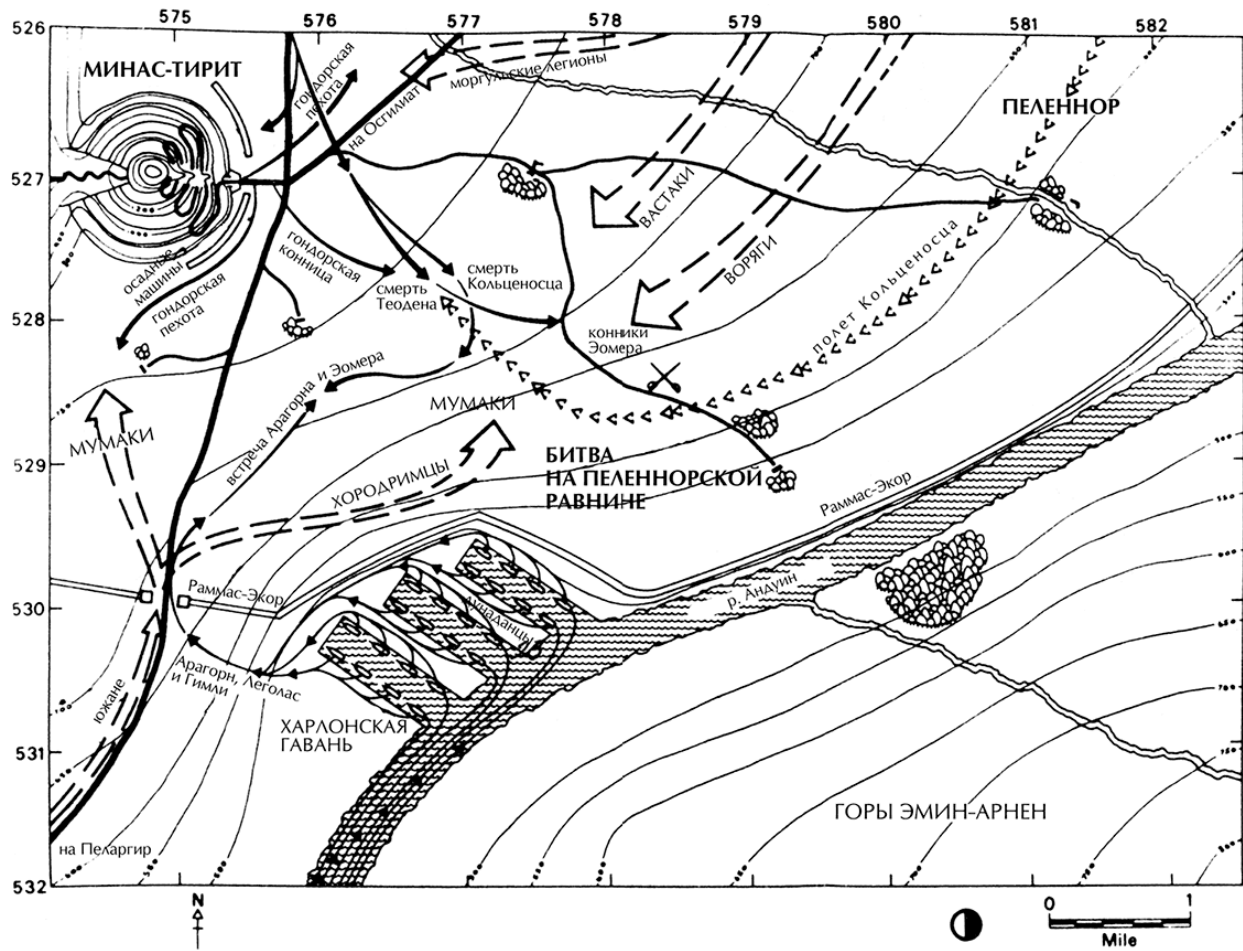 575 576 577 578 579 580 581 582
526
МИНАС-ТИРИТ
гондорская
пехота
моргульские легионы
на Осгилиат
ПЕЛЕННОР
527
ВАСТАКИ
ВОРЯГИ
полет Кольценосца
осадные
машины
гондорская
пехота
гондорская
конница
смерть
Теодена
смерть
Кольценосца
528
конники
Эомера
встреча Арагорна и Эомера
МУМАКИ
МУМАКИ
529
ХОРОДРИМЦЫ
БИТВА
НА ПЕЛЕННОРСКОЙ
РАВНИНЕ
Раммас-Экор
530
Раммас-Экор
дунаданцы
р. Андуин
Арагорн, Леголас
и Гимли
южане
ХАРЛОНСКАЯ
ГАВАНЬ
531
ГОРЫ ЭМИН-АРНЕН
на Пеларгир
532
N
0 1
Mile